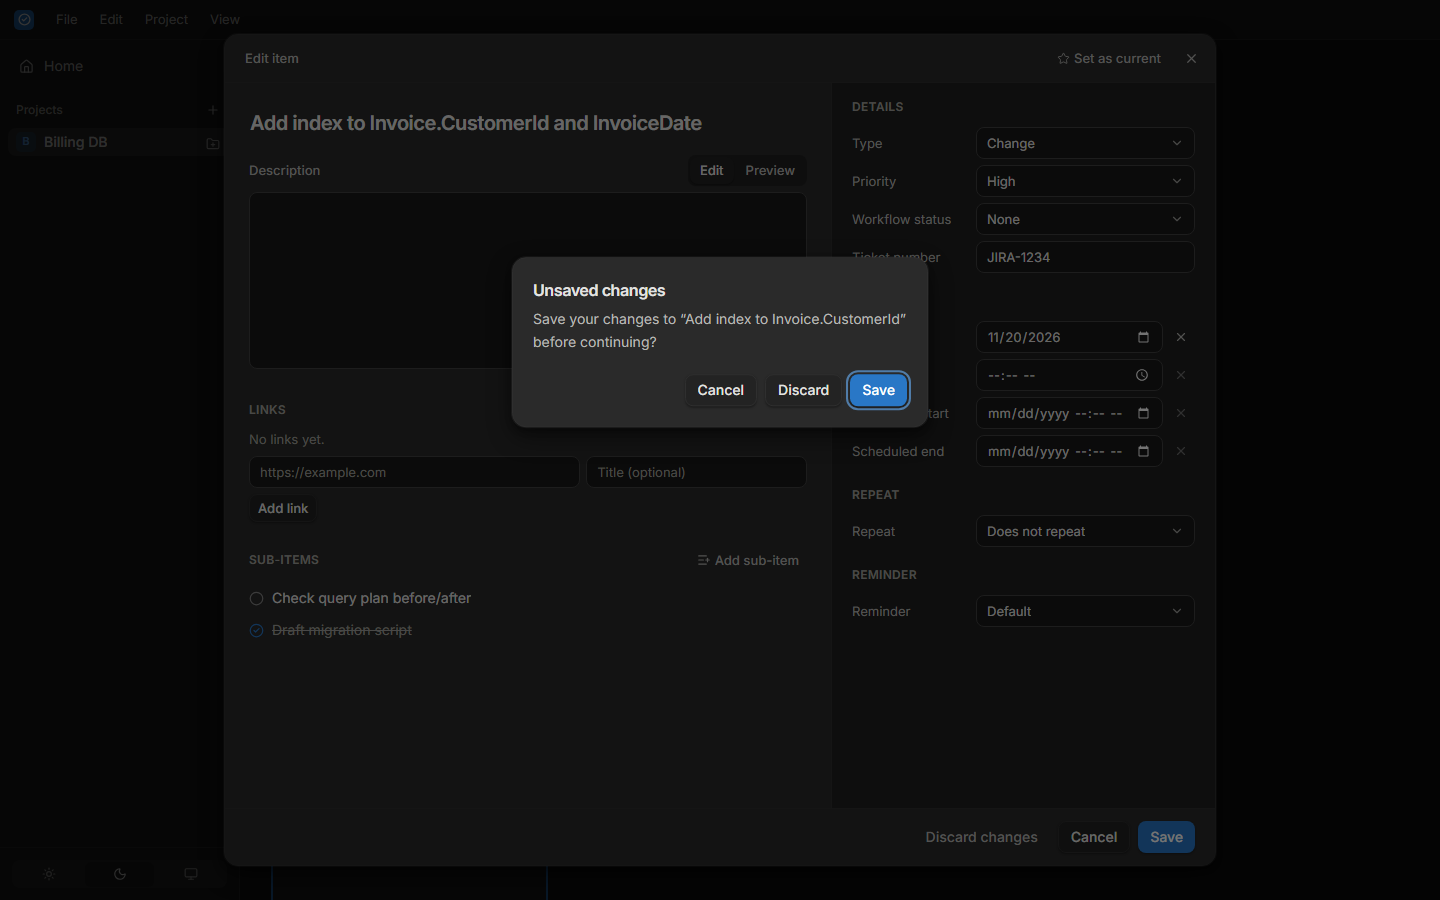 File Edit Project View
Home
Projects
B Billing DB
Edit item
Set as current
Add index to Invoice.CustomerId and InvoiceDate
Description
Edit Preview
LINKS
No links yet.
https://example.com
Title (optional)
Add link
SUB-ITEMS
Add sub-item
Check query plan before/after
Draft migration script
DETAILS
Type
Change
Priority
High
Workflow status
None
Ticket number
JIRA-1234
11/20/2026
--:-- --
tart
mm/dd/yyyy --:-- --
Scheduled end
mm/dd/yyyy --:-- --
REPEAT
Repeat
Does not repeat
REMINDER
Reminder
Default
Unsaved changes
Save your changes to “Add index to Invoice.CustomerId”
before continuing?
Cancel Discard Save
Discard changes Cancel Save